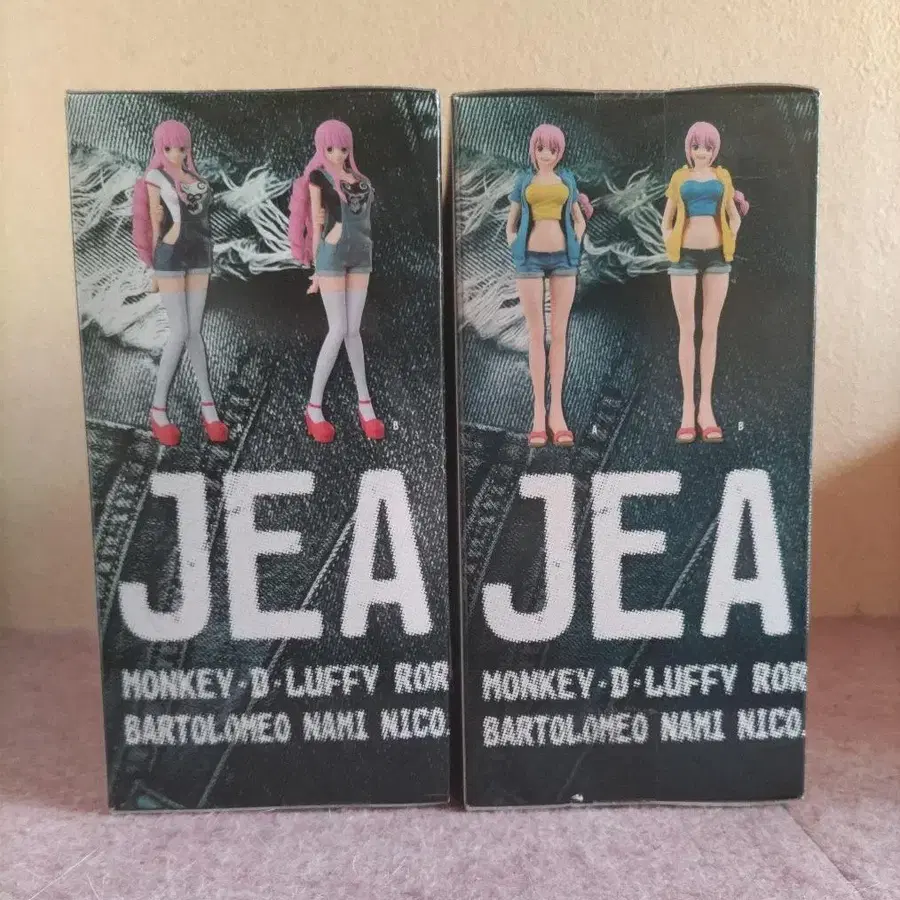 A B
JEA
MONKEY·D·LUFFY ROR
BARTOLOMEO NAMI NICO.
A B
JEA
MONKEY·D·LUFFY ROR
BARTOLOMEO NAMI NICO.